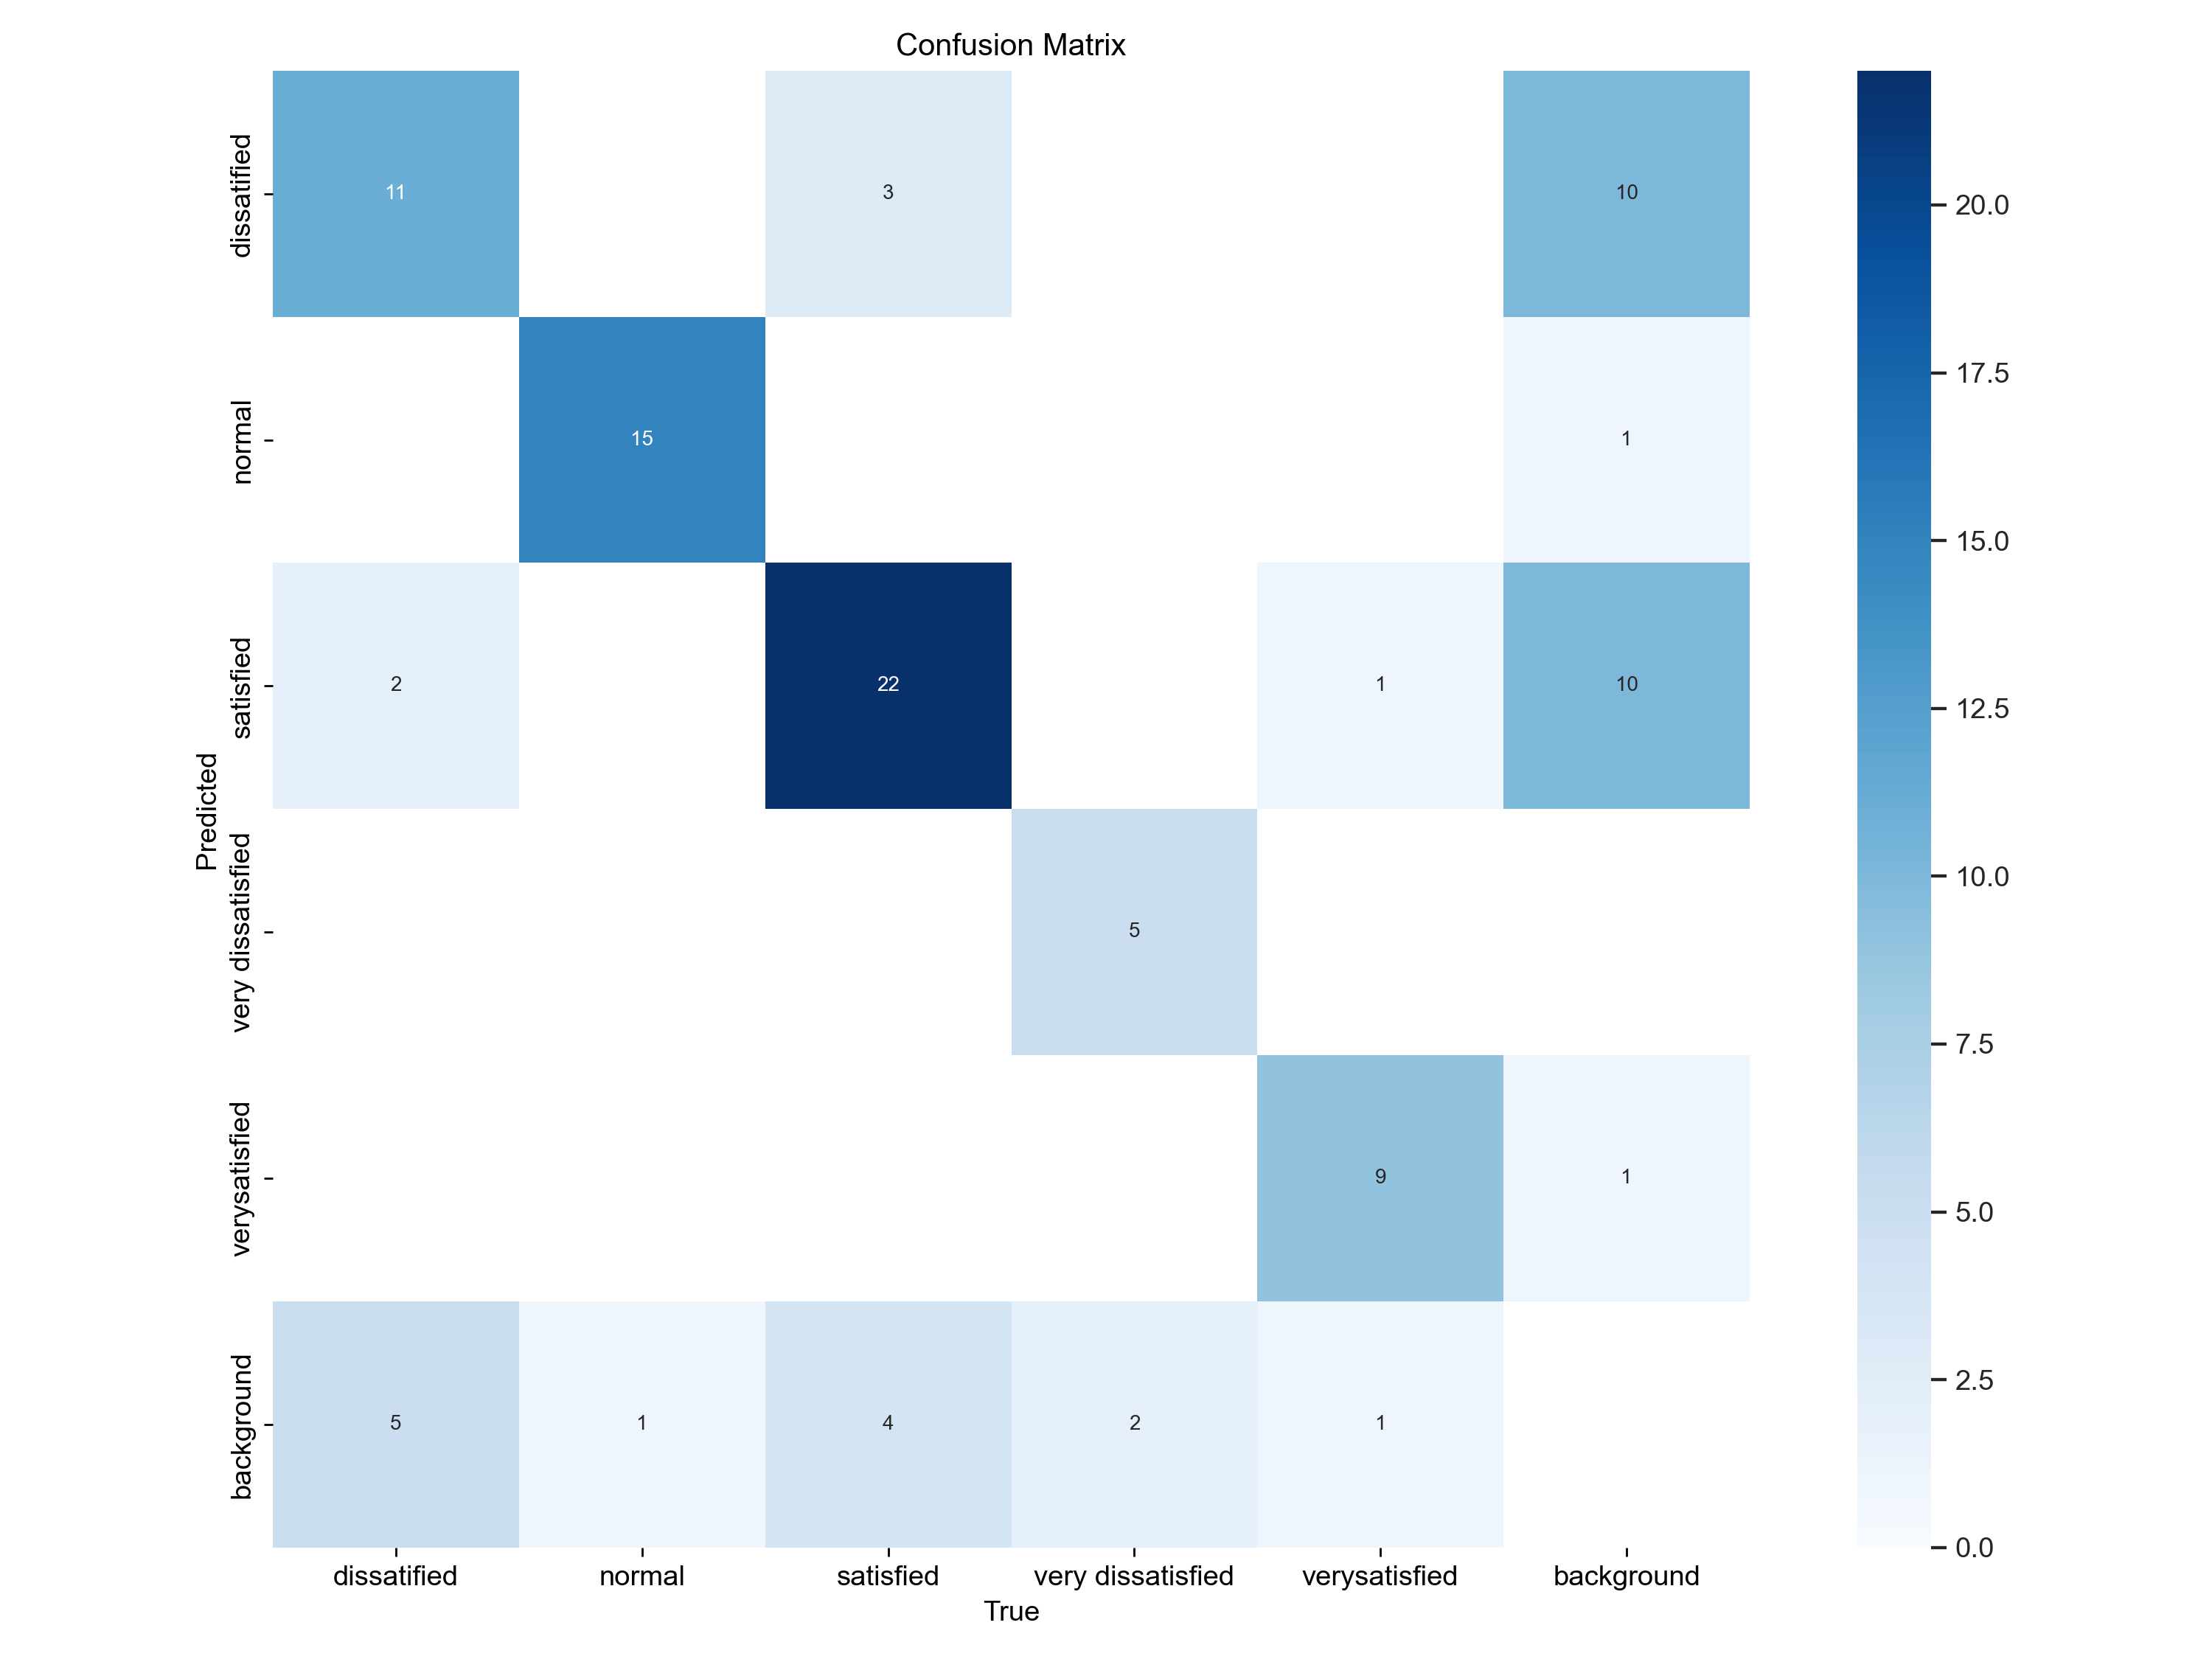 Confusion Matrix
dissatified
11
3
10
normal
15
1
satisfied
2
22
1
10
very dissatisfied
5
verysatisfied
9
1
background
5
1
4
2
1
Predicted
dissatified
normal
satisfied
very dissatisfied
verysatisfied
background
True
20.0
17.5
15.0
12.5
10.0
7.5
5.0
2.5
0.0